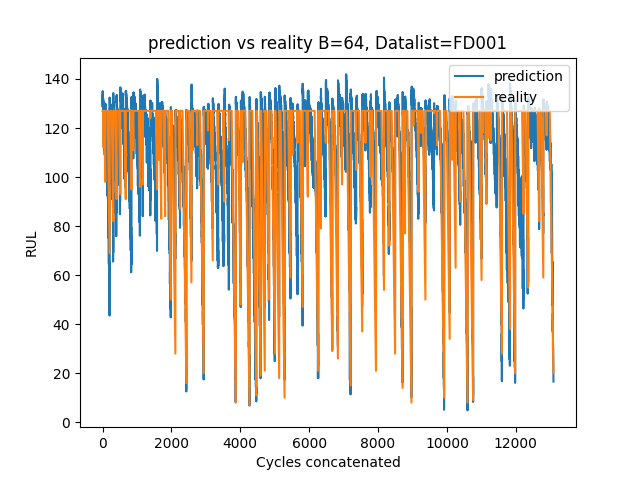 prediction vs reality B=64, Datalist=FD001
prediction
reality
RUL
140
120
100
80
60
40
20
0
0 2000 4000 6000 8000 10000 12000
Cycles concatenated